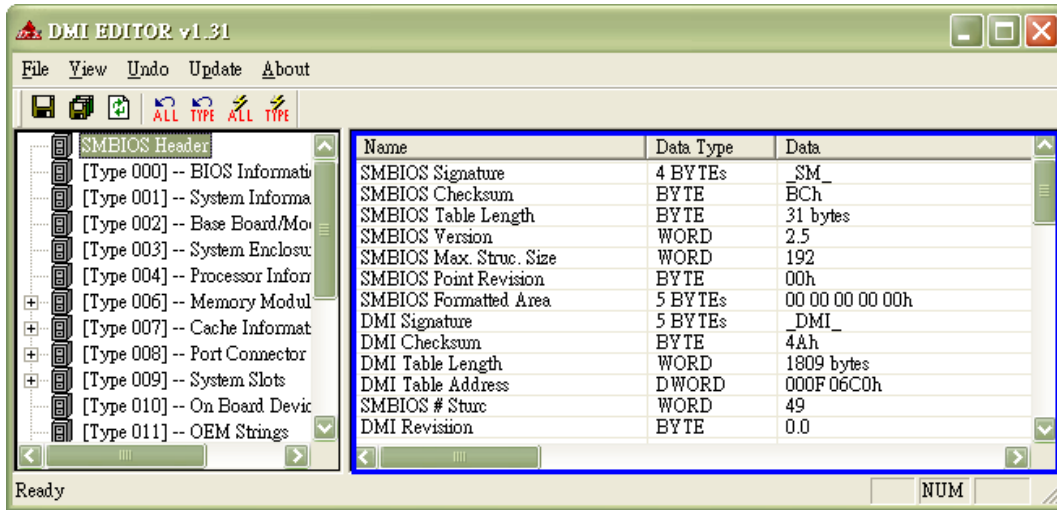 DMI EDITOR v1.31
File View Undo Update About
ALL TYPE ALL TYPE
SMBIOS Header
[Type 000] -- BIOS Informati
[Type 001] -- System Informa
[Type 002] -- Base Board/Mo
[Type 003] -- System Enclosu
[Type 004] -- Processor Inform
[Type 006] -- Memory Modul
[Type 007] -- Cache Informat
[Type 008] -- Port Connector
[Type 009] -- System Slots
[Type 010] -- On Board Devic
[Type 011] -- OEM Strings
Name Data Type Data
SMBIOS Signature 4 BYTEs _SM_
SMBIOS Checksum BYTE BCh
SMBIOS Table Length BYTE 31 bytes
SMBIOS Version WORD 2.5
SMBIOS Max. Struc. Size WORD 192
SMBIOS Point Revision BYTE 00h
SMBIOS Formatted Area 5 BYTEs 00 00 00 00 00h
DMI Signature 5 BYTEs _DMI_
DMI Checksum BYTE 4Ah
DMI Table Length WORD 1809 bytes
DMI Table Address DWORD 000F06C0h
SMBIOS # Sturc WORD 49
DMI Revisiion BYTE 0.0
Ready NUM